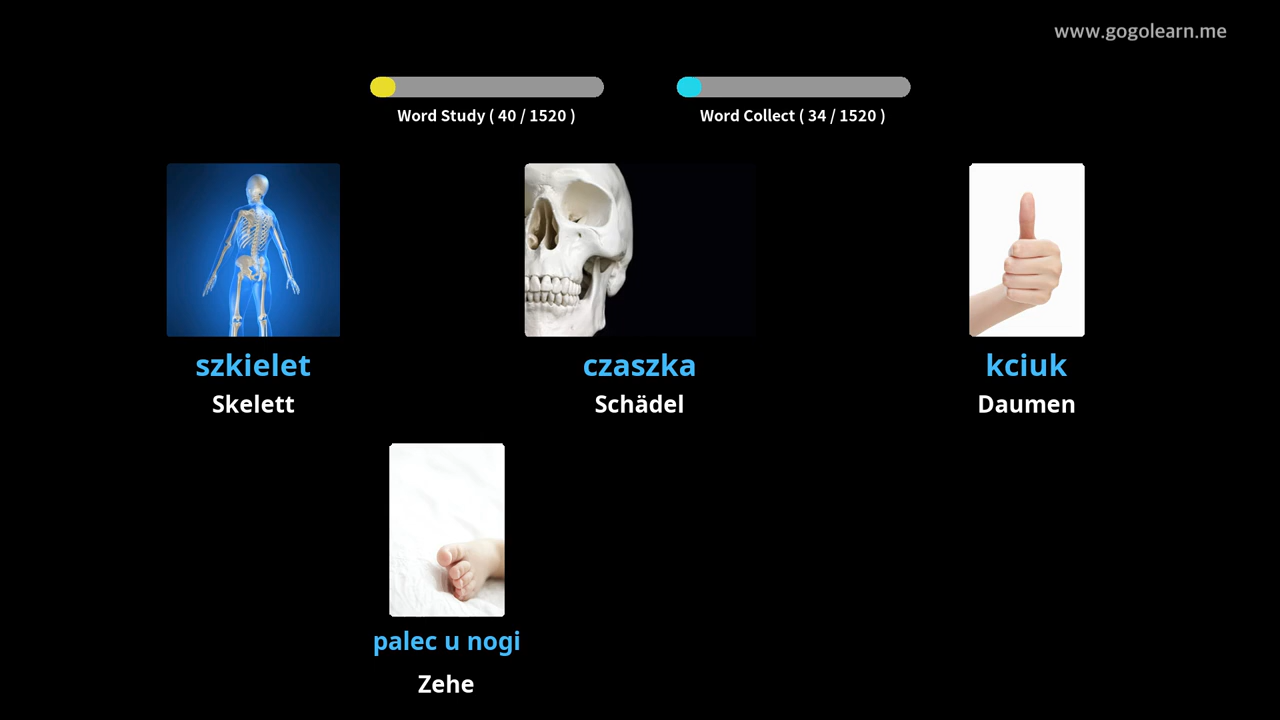 www.gogolearn.me
Word Study ( 40 / 1520 )
Word Collect ( 34 / 1520 )
szkielet
Skelett
czaszka
Schädel
kciuk
Daumen
palec u nogi
Zehe